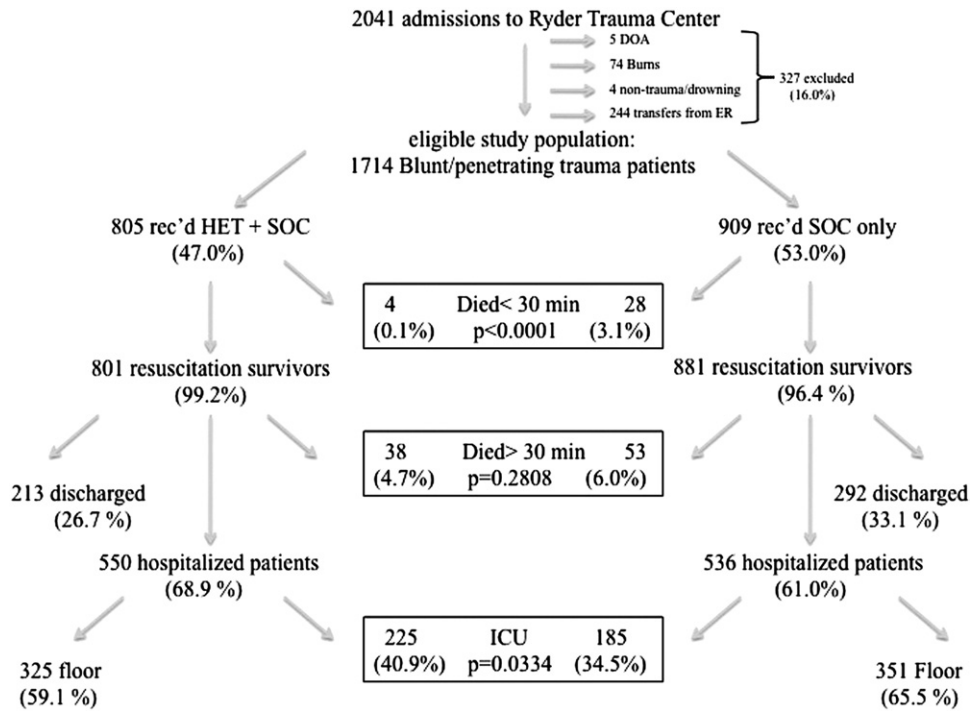 2041 admissions to Ryder Trauma Center
5 DOA
74 Burns
4 non-trauma/drowning
244 transfers from ER
327 excluded
(16.0%)
eligible study population:
1714 Blunt/penetrating trauma patients
805 rec’d HET + SOC
(47.0%)
909 rec’d SOC only
(53.0%)
4 Died< 30 min 28
(0.1%) p<0.0001 (3.1%)
801 resuscitation survivors
(99.2%)
881 resuscitation survivors
(96.4 %)
38 Died> 30 min 53
(4.7%) p=0.2808 (6.0%)
213 discharged
(26.7 %)
292 discharged
(33.1 %)
550 hospitalized patients
(68.9 %)
536 hospitalized patients
(61.0%)
225 ICU 185
(40.9%) p=0.0334 (34.5%)
325 floor
(59.1 %)
351 Floor
(65.5 %)